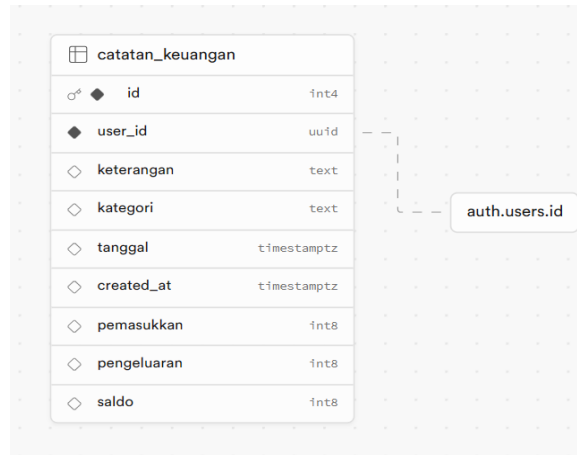 catatan_keuangan
id int4
user_id uuid
keterangan text
kategori text
tanggal timestamptz
created_at timestamptz
pemasukkan int8
pengeluaran int8
saldo int8
auth.users.id